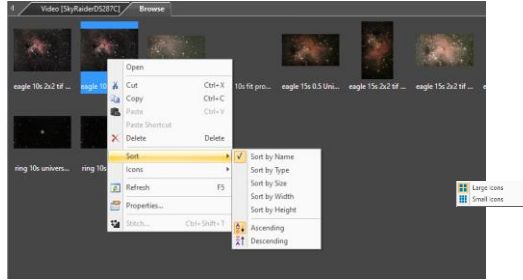 Video [SkyRaiderDS287C] Browse
eagle 10s 2x2 tif ...
eagle 10
10s fit pro...
eagle 15s 0.5 Uni...
eagle 15s 2x2 tif ...
eagle 15s 2x2 tif ...
ring 10s univers...
ring 10s
Open
Cut Ctrl+X
Copy Ctrl+C
Paste Ctrl+V
Paste Shortcut
Delete Delete
Sort
Icons
Refresh F5
Properties...
Stitch... Ctrl+Shift+T
Sort by Name
Sort by Type
Sort by Size
Sort by Width
Sort by Height
Ascending
Descending
Large Icons
Small Icons